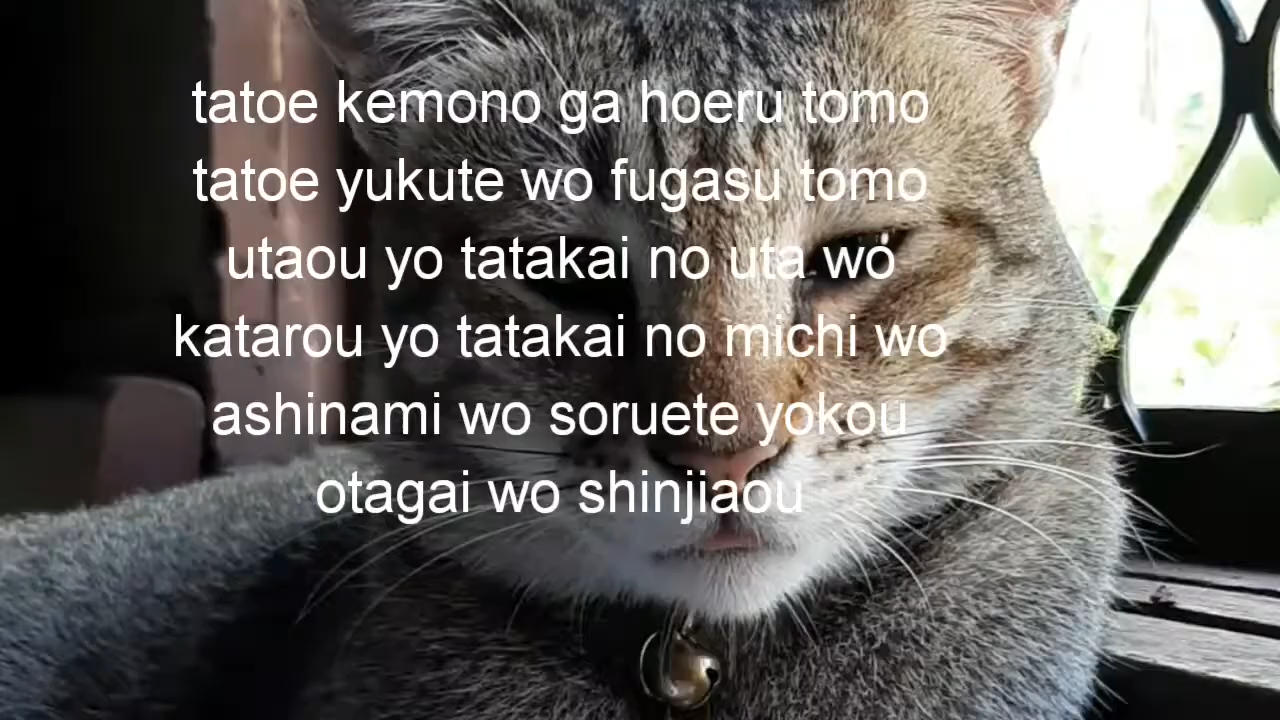 tatoe kemono ga hoeru tomo
tatoe yukute wo fugasu tomo
utaou yo tatakai no uta wo
katarou yo tatakai no michi wo
ashinami wo soruete yokou
otagai wo shinjiaou